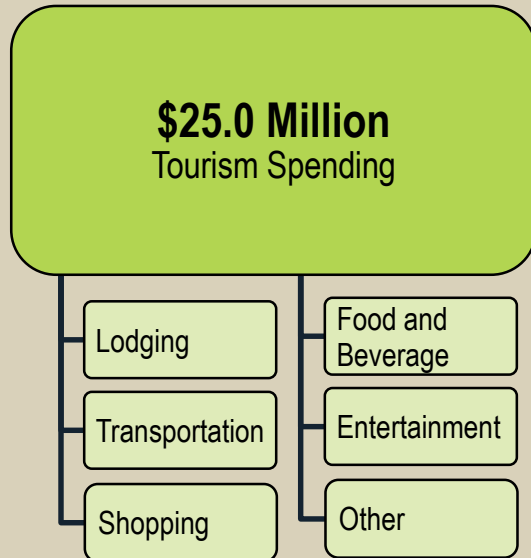 $25.0 Million
Tourism Spending
Lodging
Transportation
Shopping
Food and
Beverage
Entertainment
Other